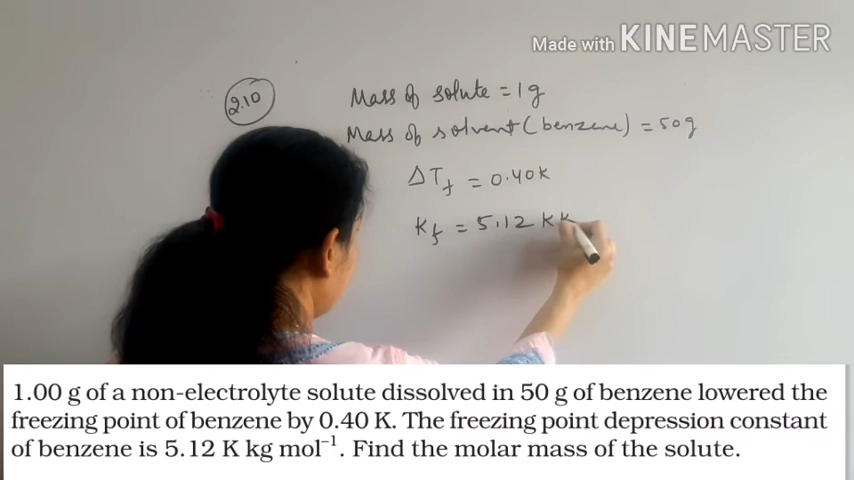 Made with KINEMASTER
2.10
Mass of solute = 1 g
Mass of solvent (benzene) = 50 g
ΔTf = 0.40 K
Kf = 5.12 K K
1.00 g of a non-electrolyte solute dissolved in 50 g of benzene lowered the
freezing point of benzene by 0.40 K. The freezing point depression constant
of benzene is 5.12 K kg mol⁻¹. Find the molar mass of the solute.